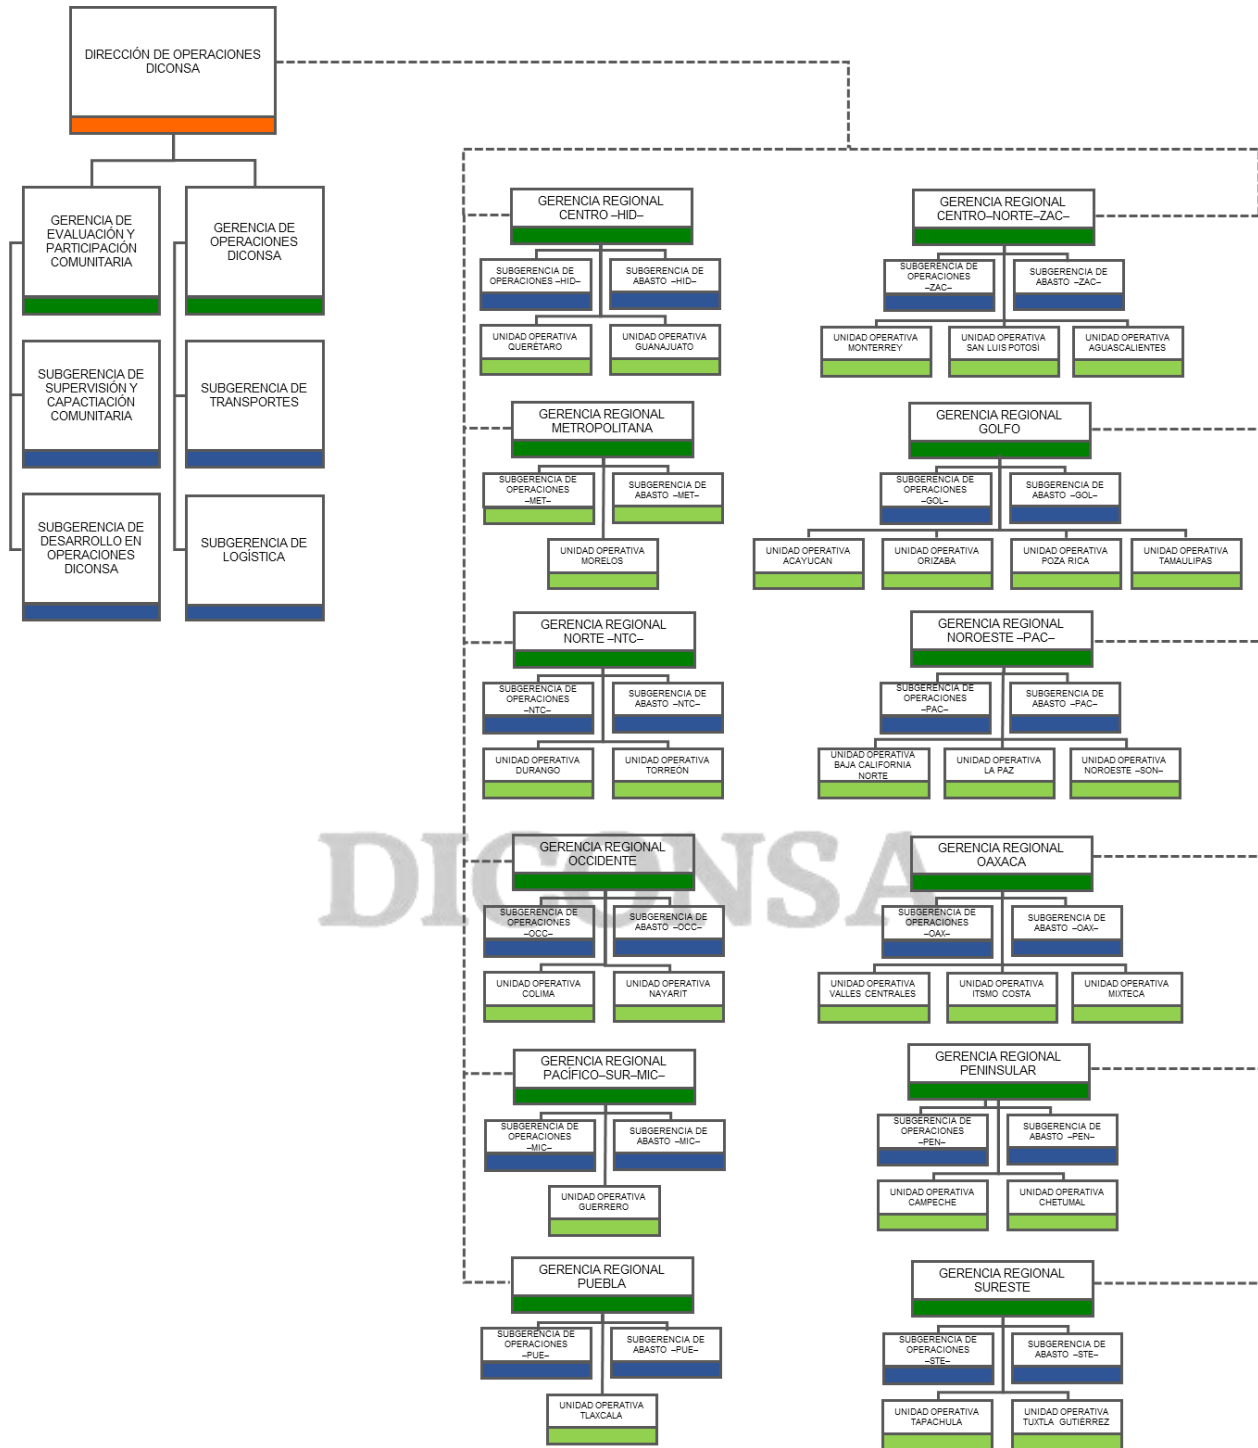 DIRECCIÓN DE OPERACIONES
DICONSA
GERENCIA DE
EVALUACIÓN Y
PARTICIPACIÓN
COMUNITARIA
GERENCIA DE
OPERACIONES
DICONSA
SUBGERENCIA DE
SUPERVISIÓN Y
CAPACTIACIÓN
COMUNITARIA
SUBGERENCIA DE
TRANSPORTES
SUBGERENCIA DE
DESARROLLO EN
OPERACIONES
DICONSA
SUBGERENCIA DE
LOGÍSTICA
GERENCIA REGIONAL
CENTRO –HID–
SUBGERENCIA DE
OPERACIONES –HID–
SUBGERENCIA DE
ABASTO –HID–
UNIDAD OPERATIVA
QUERÉTARO
UNIDAD OPERATIVA
GUANAJUATO
GERENCIA REGIONAL
CENTRO–NORTE–ZAC–
SUBGERENCIA DE
OPERACIONES
–ZAC–
SUBGERENCIA DE
ABASTO –ZAC–
UNIDAD OPERATIVA
MONTERREY
UNIDAD OPERATIVA
SAN LUIS POTOSÍ
UNIDAD OPERATIVA
AGUASCALIENTES
GERENCIA REGIONAL
METROPOLITANA
SUBGERENCIA DE
OPERACIONES
–MET–
SUBGERENCIA DE
ABASTO –MET–
UNIDAD OPERATIVA
MORELOS
GERENCIA REGIONAL
GOLFO
SUBGERENCIA DE
OPERACIONES
–GOL–
SUBGERENCIA DE
ABASTO –GOL–
UNIDAD OPERATIVA
ACAYUCAN
UNIDAD OPERATIVA
ORIZABA
UNIDAD OPERATIVA
POZA RICA
UNIDAD OPERATIVA
TAMAULIPAS
GERENCIA REGIONAL
NORTE –NTC–
SUBGERENCIA DE
OPERACIONES
–NTC–
SUBGERENCIA DE
ABASTO –NTC–
UNIDAD OPERATIVA
DURANGO
UNIDAD OPERATIVA
TORREÓN
GERENCIA REGIONAL
NOROESTE –PAC–
SUBGERENCIA DE
OPERACIONES
–PAC–
SUBGERENCIA DE
ABASTO –PAC–
UNIDAD OPERATIVA
BAJA CALIFORNIA
NORTE
UNIDAD OPERATIVA
LA PAZ
UNIDAD OPERATIVA
NOROESTE –SON–
DICONSA
GERENCIA REGIONAL
OCCIDENTE
SUBGERENCIA DE
OPERACIONES
–OCC–
SUBGERENCIA DE
ABASTO –OCC–
UNIDAD OPERATIVA
COLIMA
UNIDAD OPERATIVA
NAYARIT
GERENCIA REGIONAL
OAXACA
SUBGERENCIA DE
OPERACIONES
–OAX–
SUBGERENCIA DE
ABASTO –OAX–
UNIDAD OPERATIVA
VALLES CENTRALES
UNIDAD OPERATIVA
ITSMO COSTA
UNIDAD OPERATIVA
MIXTECA
GERENCIA REGIONAL
PACÍFICO–SUR–MIC–
SUBGERENCIA DE
OPERACIONES
–MIC–
SUBGERENCIA DE
ABASTO –MIC–
UNIDAD OPERATIVA
GUERRERO
GERENCIA REGIONAL
PENINSULAR
SUBGERENCIA DE
OPERACIONES
–PEN–
SUBGERENCIA DE
ABASTO –PEN–
UNIDAD OPERATIVA
CAMPECHE
UNIDAD OPERATIVA
CHETUMAL
GERENCIA REGIONAL
PUEBLA
SUBGERENCIA DE
OPERACIONES
–PUE–
SUBGERENCIA DE
ABASTO –PUE–
UNIDAD OPERATIVA
TLAXCALA
GERENCIA REGIONAL
SURESTE
SUBGERENCIA DE
OPERACIONES
–STE–
SUBGERENCIA DE
ABASTO –STE–
UNIDAD OPERATIVA
TAPACHULA
UNIDAD OPERATIVA
TUXTLA GUTIÉRREZ